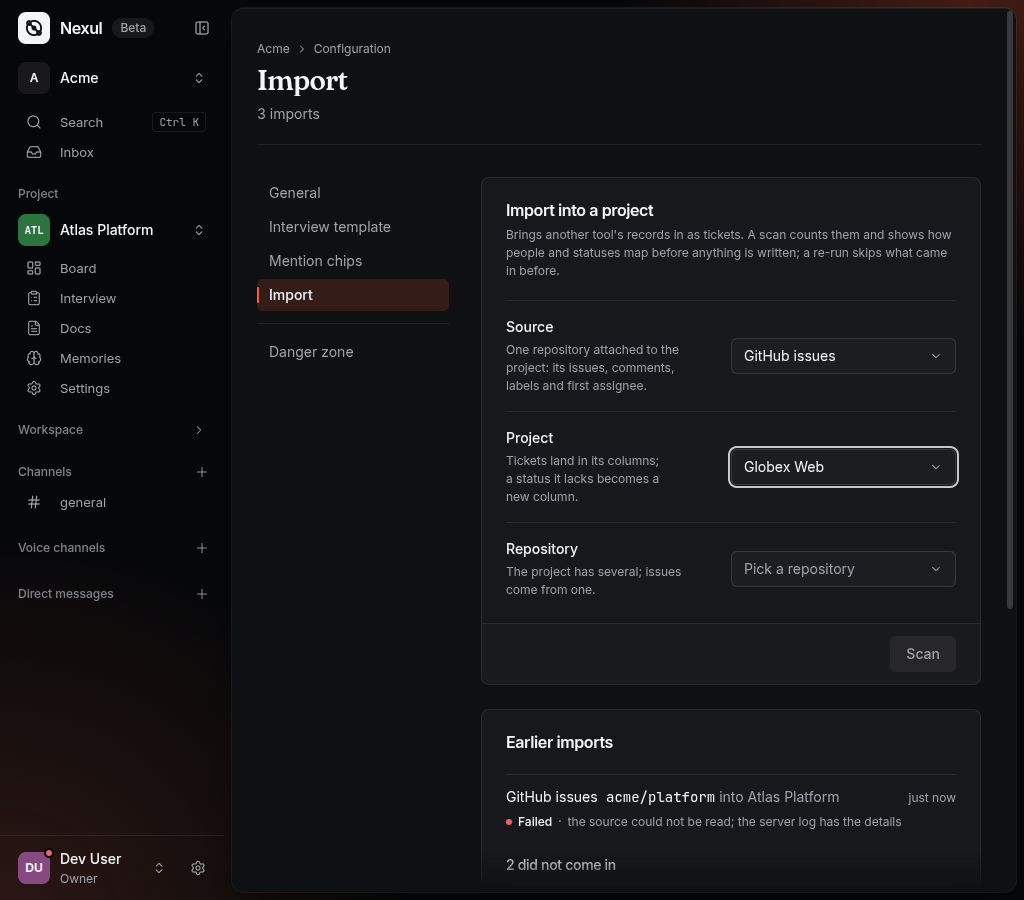 Nexul Beta
A Acme
Search Ctrl K
Inbox
Project
ATL Atlas Platform
Board
Interview
Docs
Memories
Settings
Workspace
Channels
# general
Voice channels
Direct messages
DU Dev User
Owner
Acme > Configuration
Import
3 imports
General
Interview template
Mention chips
Import
Danger zone
Import into a project
Brings another tool's records in as tickets. A scan counts them and shows how
people and statuses map before anything is written; a re-run skips what came
in before.
Source
One repository attached to the
project: its issues, comments,
labels and first assignee.
GitHub issues
Project
Tickets land in its columns;
a status it lacks becomes a
new column.
Globex Web
Repository
The project has several; issues
come from one.
Pick a repository
Scan
Earlier imports
GitHub issues acme/platform into Atlas Platform just now
Failed · the source could not be read; the server log has the details
2 did not come in